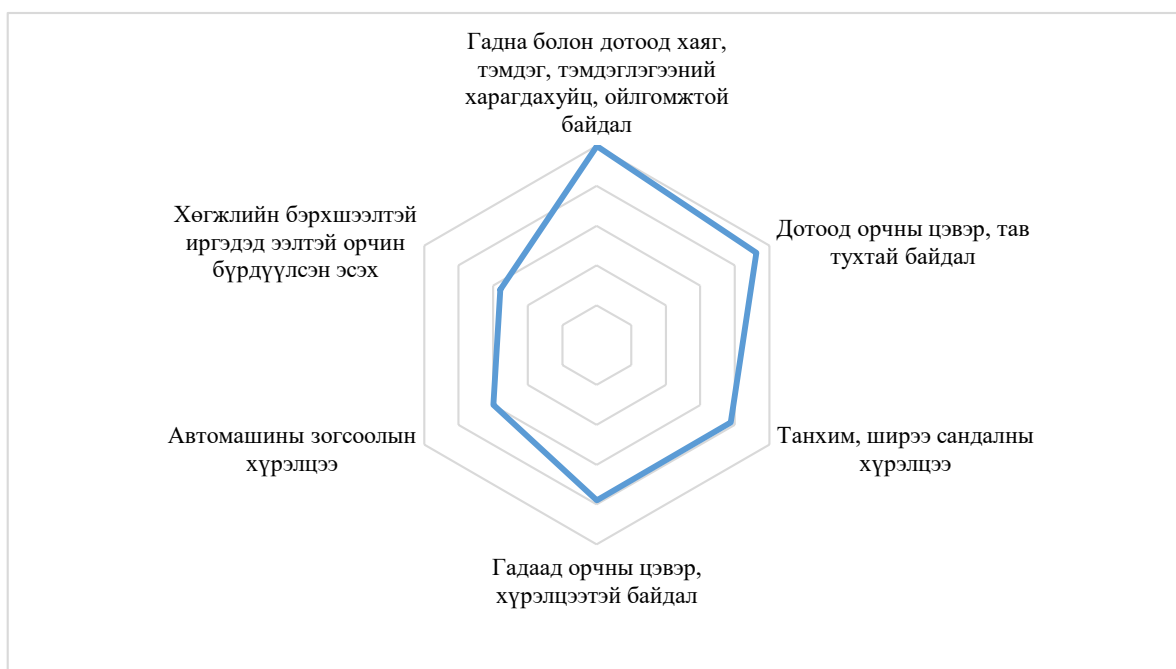 Гадна болон дотоод хаяг,
тэмдэг, тэмдэглэгээний
харагдахуйц, ойлгомжтой
байдал
Дотоод орчны цэвэр, тав
тухтай байдал
Танхим, ширээ сандалны
хүрэлцээ
Гадаад орчны цэвэр,
хүрэлцээтэй байдал
Автомашины зогсоолын
хүрэлцээ
Хөгжлийн бэрхшээлтэй
иргэдэд ээлтэй орчин
бүрдүүлсэн эсэх